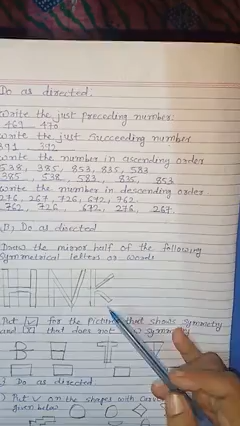 Do as directed.
Write the just preceding number.
469 470
Write the just Succeeding number
391 392
Write the number in ascending order
538, 385, 853, 835, 583
385, 538, 583, 835, 853
Write the number in descending order
276, 267, 726, 672, 762
762, 726, 672, 276, 267
Do as directed
Draw the mirror half of the following
Symmetrical letters or words
H V K
Put ✓ for the Picture that shows Symmetry
and X that does not show Symmetry
B T
Do as directed
Put ✓ on the shapes with Curve
given below